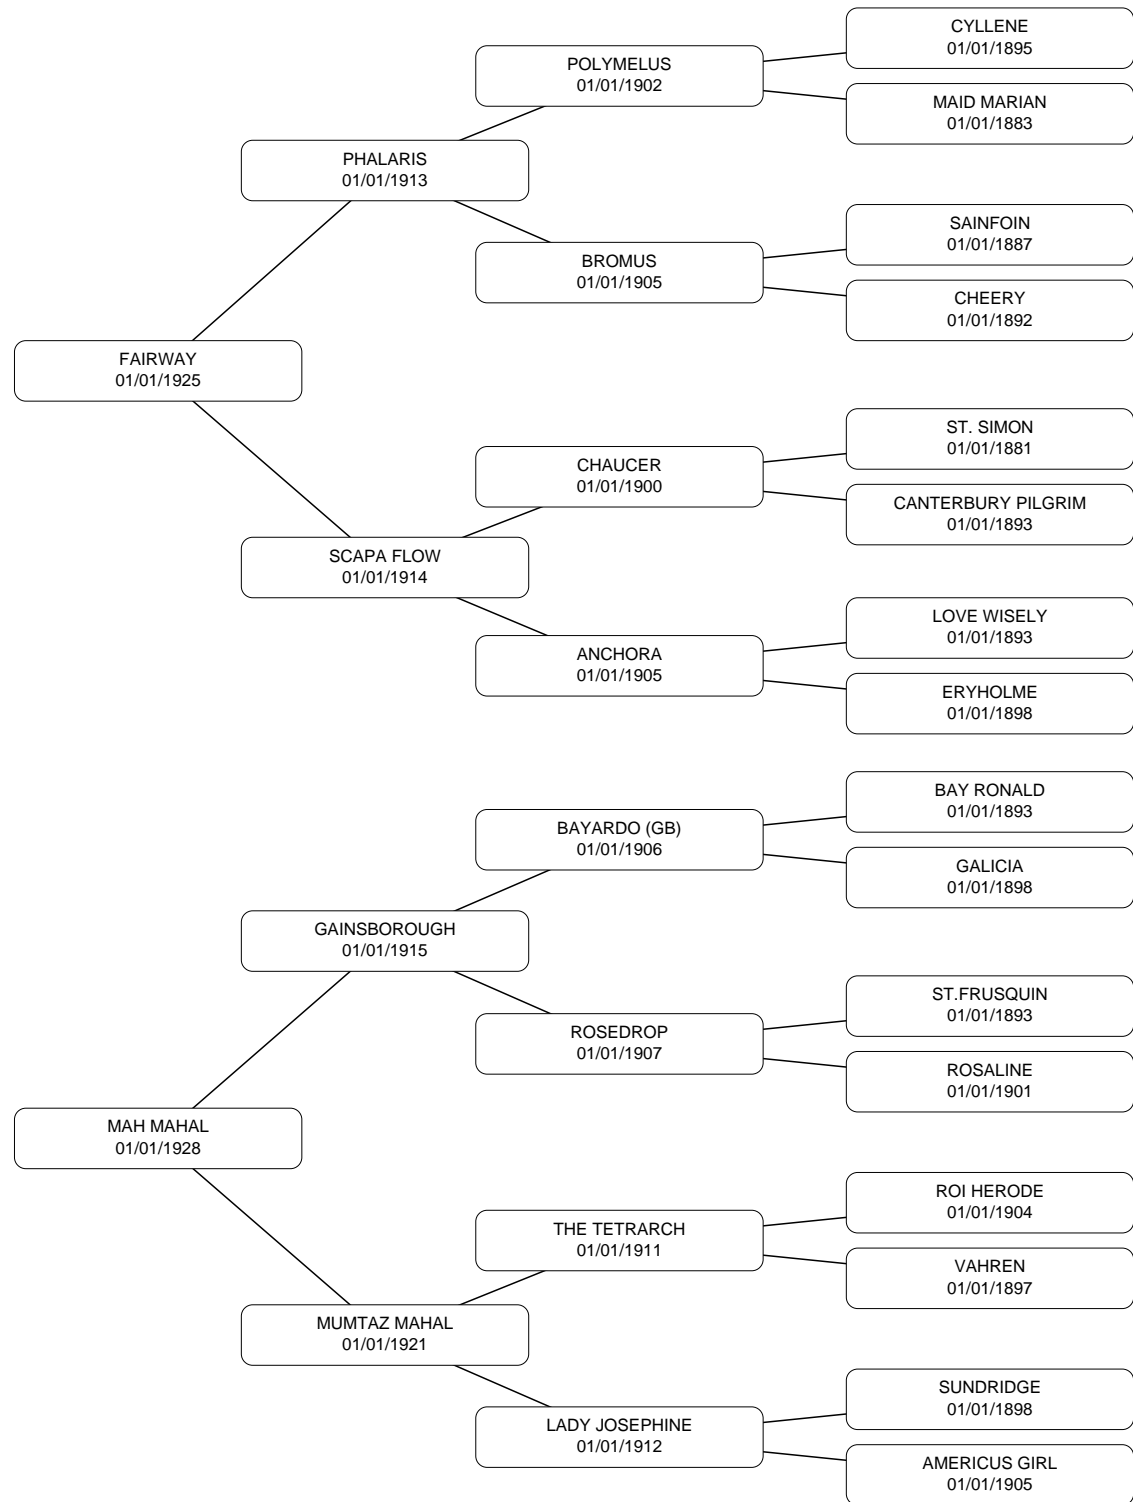 CYLLENE
01/01/1895
POLYMELUS
01/01/1902
MAID MARIAN
01/01/1883
PHALARIS
01/01/1913
SAINFOIN
01/01/1887
BROMUS
01/01/1905
CHEERY
01/01/1892
FAIRWAY
01/01/1925
ST. SIMON
01/01/1881
CHAUCER
01/01/1900
CANTERBURY PILGRIM
01/01/1893
SCAPA FLOW
01/01/1914
LOVE WISELY
01/01/1893
ANCHORA
01/01/1905
ERYHOLME
01/01/1898
BAY RONALD
01/01/1893
BAYARDO (GB)
01/01/1906
GALICIA
01/01/1898
GAINSBOROUGH
01/01/1915
ST.FRUSQUIN
01/01/1893
ROSEDROP
01/01/1907
ROSALINE
01/01/1901
MAH MAHAL
01/01/1928
ROI HERODE
01/01/1904
THE TETRARCH
01/01/1911
VAHREN
01/01/1897
MUMTAZ MAHAL
01/01/1921
SUNDRIDGE
01/01/1898
LADY JOSEPHINE
01/01/1912
AMERICUS GIRL
01/01/1905